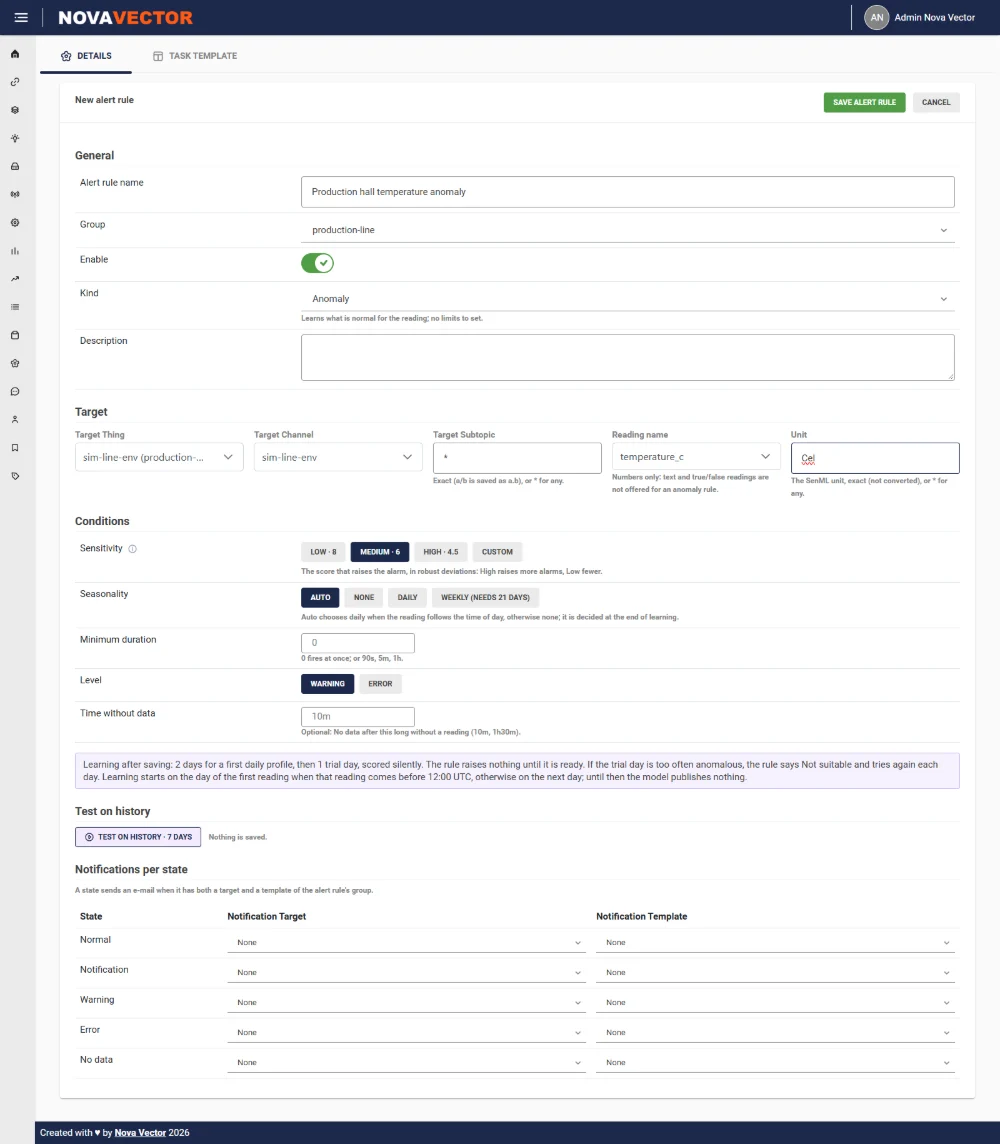 NOVAVECTOR
AN Admin Nova Vector
DETAILS TASK TEMPLATE
New alert rule SAVE ALERT RULE CANCEL
General
Alert rule name Production hall temperature anomaly
Group production-line
Enable
Kind Anomaly
Learns what is normal for the reading; no limits to set.
Description
Target
Target Thing Target Channel Target Subtopic Reading name Unit
sim-line-env (production-... sim-line-env * temperature_c Cel
Exact (a/b is saved as a.b), or * for any. Numbers only: text and true/false readings are The SenML unit, exact (not converted), or * for
not offered for an anomaly rule. any.
Conditions
Sensitivity LOW · 8 MEDIUM · 6 HIGH · 4.5 CUSTOM
The score that raises the alarm, in robust deviations: High raises more alarms, Low fewer.
Seasonality AUTO NONE DAILY WEEKLY (NEEDS 21 DAYS)
Auto chooses daily when the reading follows the time of day, otherwise none; it is decided at the end of learning.
Minimum duration 0
0 fires at once; or 90s, 5m, 1h.
Level WARNING ERROR
Time without data 10m
Optional: No data after this long without a reading (10m, 1h30m).
Learning after saving: 2 days for a first daily profile, then 1 trial day, scored silently. The rule raises nothing until it is ready. If the trial day is too often anomalous, the rule says Not suitable and tries again each
day. Learning starts on the day of the first reading when that reading comes before 12:00 UTC, otherwise on the next day; until then the model publishes nothing.
Test on history
TEST ON HISTORY · 7 DAYS Nothing is saved.
Notifications per state
A state sends an e-mail when it has both a target and a template of the alert rule's group.
State Notification Target Notification Template
Normal None None
Notification None None
Warning None None
Error None None
No data None None
Created with ♥ by Nova Vector 2026